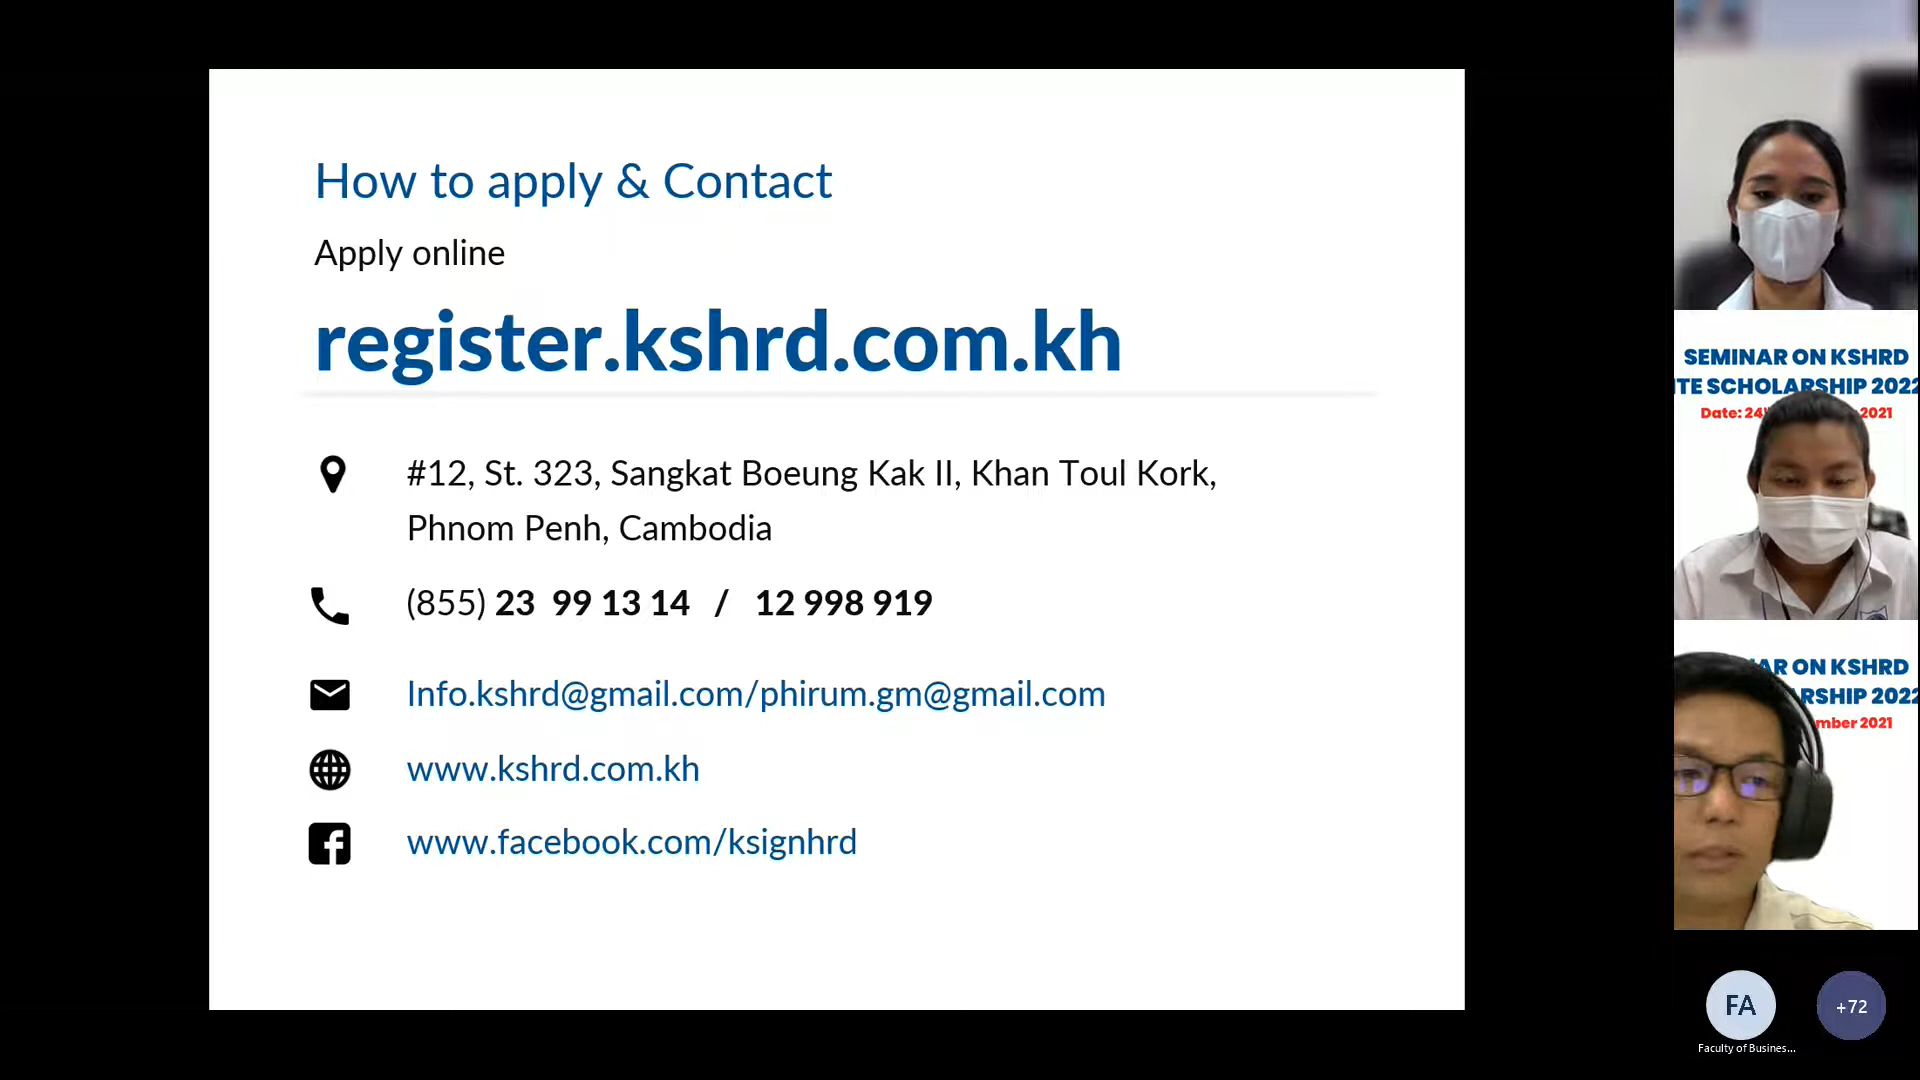 How to apply & Contact
Apply online
register.kshrd.com.kh
#12, St. 323, Sangkat Boeung Kak II, Khan Toul Kork,
Phnom Penh, Cambodia
(855) 23 99 13 14 / 12 998 919
Info.kshrd@gmail.com/phirum.gm@gmail.com
www.kshrd.com.kh
www.facebook.com/ksignhrd
SEMINAR ON KSHRD
ITE SCHOLARSHIP 2022
Date: 24 2021
AR ON KSHRD
RSHIP 2022
mber 2021
FA
+72
Faculty of Busines...